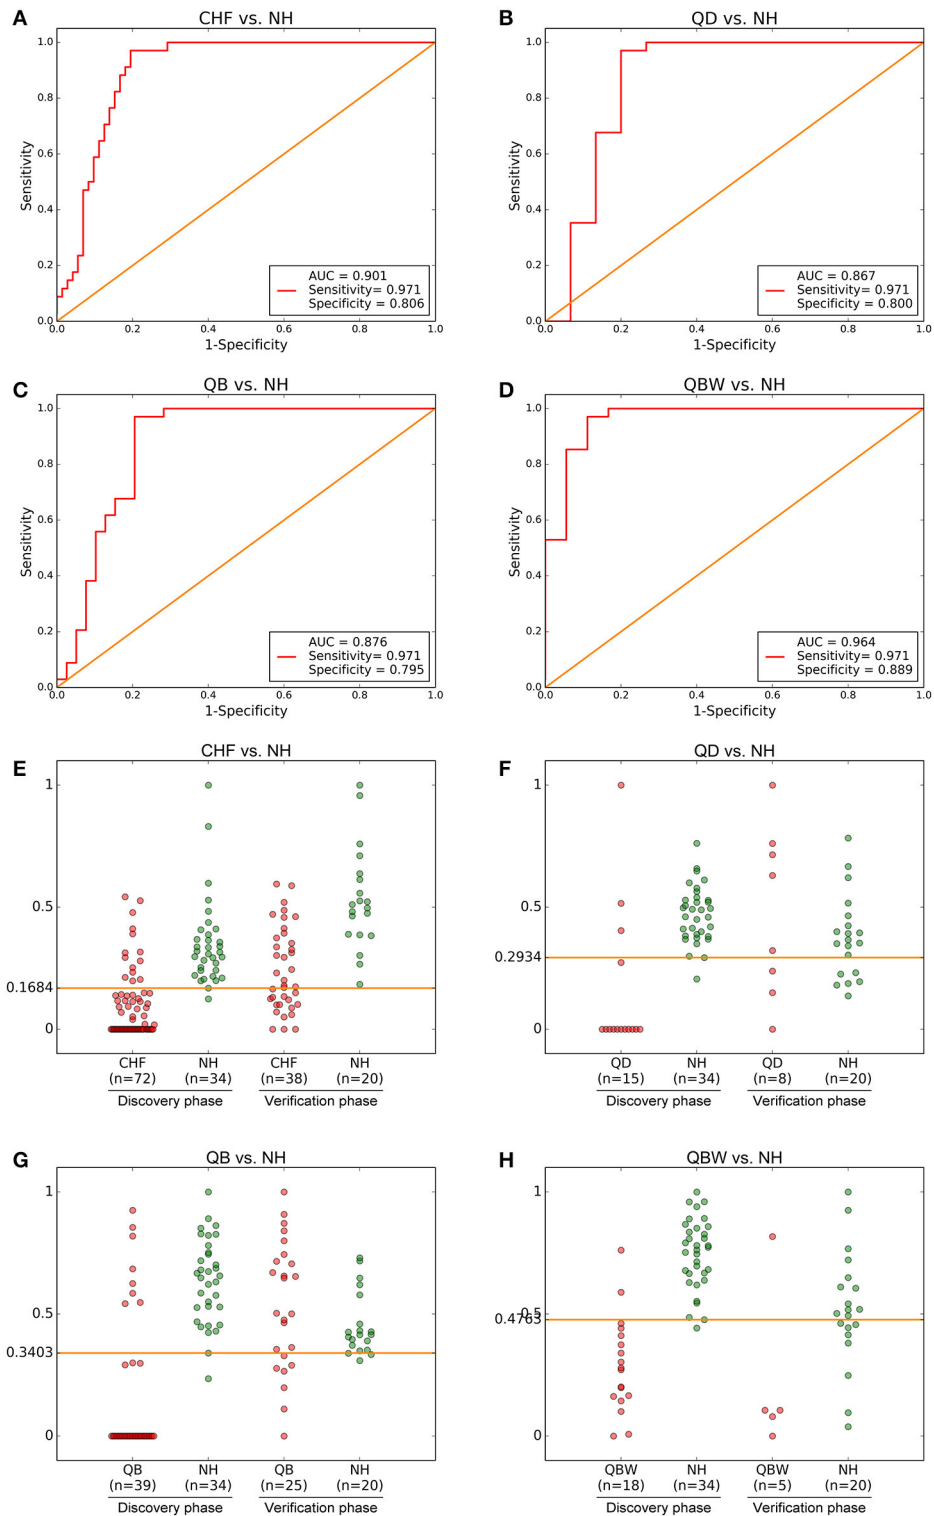 A
CHF vs. NH
1.0
0.8
0.6
0.4
0.2
0.0
Sensitivity
AUC = 0.901
Sensitivity= 0.971
Specificity = 0.806
0.0 0.2 0.4 0.6 0.8 1.0
1-Specificity
B
QD vs. NH
1.0
0.8
0.6
0.4
0.2
0.0
Sensitivity
AUC = 0.867
Sensitivity= 0.971
Specificity = 0.800
0.0 0.2 0.4 0.6 0.8 1.0
1-Specificity
C
QB vs. NH
1.0
0.8
0.6
0.4
0.2
0.0
Sensitivity
AUC = 0.876
Sensitivity= 0.971
Specificity = 0.795
0.0 0.2 0.4 0.6 0.8 1.0
1-Specificity
D
QBW vs. NH
1.0
0.8
0.6
0.4
0.2
0.0
Sensitivity
AUC = 0.964
Sensitivity= 0.971
Specificity = 0.889
0.0 0.2 0.4 0.6 0.8 1.0
1-Specificity
E
CHF vs. NH
1
0.5
0.1684
0
CHF NH CHF NH
(n=72) (n=34) (n=38) (n=20)
Discovery phase Verification phase
F
QD vs. NH
1
0.5
0.2934
0
QD NH QD NH
(n=15) (n=34) (n=8) (n=20)
Discovery phase Verification phase
G
QB vs. NH
1
0.5
0.3403
0
QB NH QB NH
(n=39) (n=34) (n=25) (n=20)
Discovery phase Verification phase
H
QBW vs. NH
1
0.5
0.4763
0
QBW NH QBW NH
(n=18) (n=34) (n=5) (n=20)
Discovery phase Verification phase